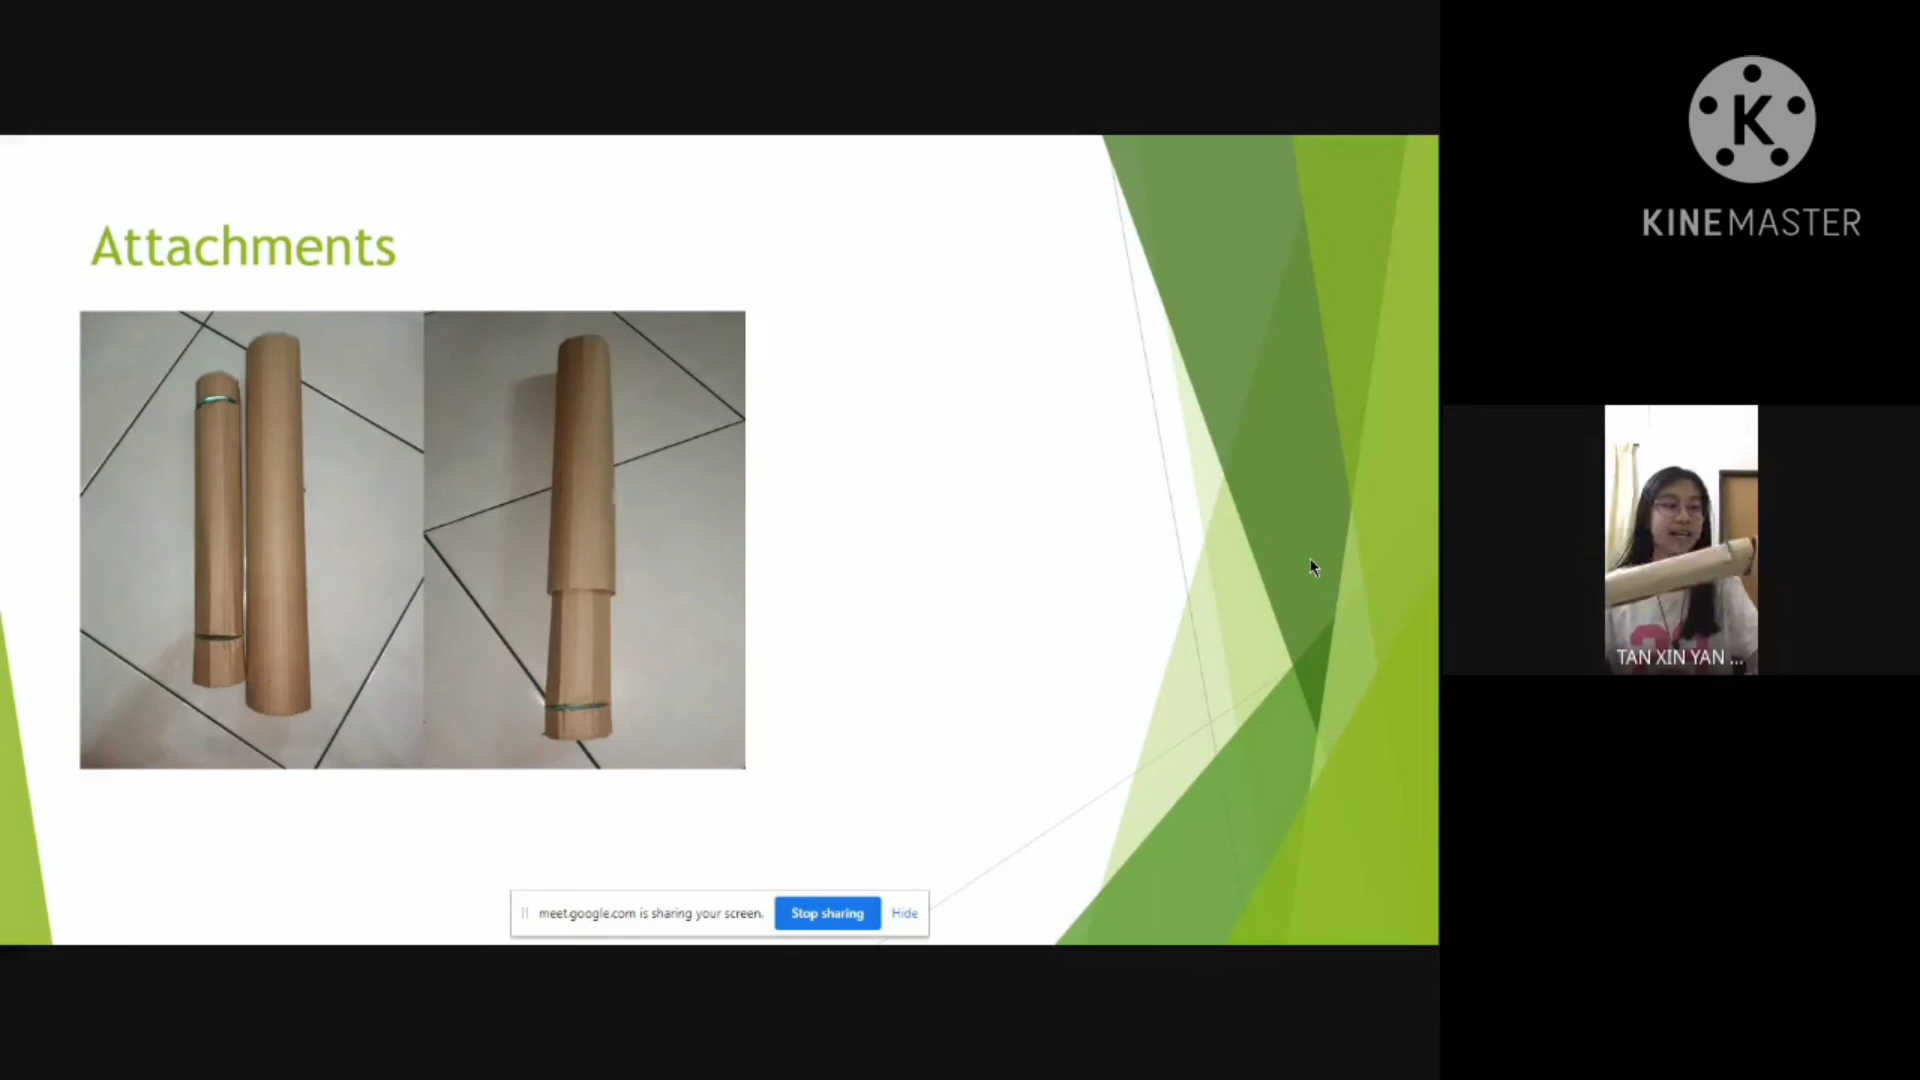 Attachments
meet.google.com is sharing your screen.
Stop sharing
Hide
K
KINEMASTER
TAN XIN YAN ...